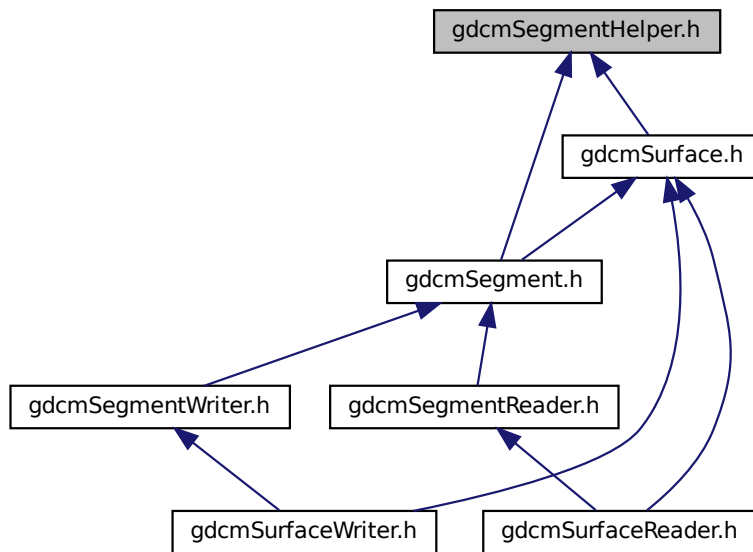 gdcmSegmentHelper.h
gdcmSurface.h
gdcmSegment.h
gdcmSegmentWriter.h
gdcmSegmentReader.h
gdcmSurfaceWriter.h
gdcmSurfaceReader.h